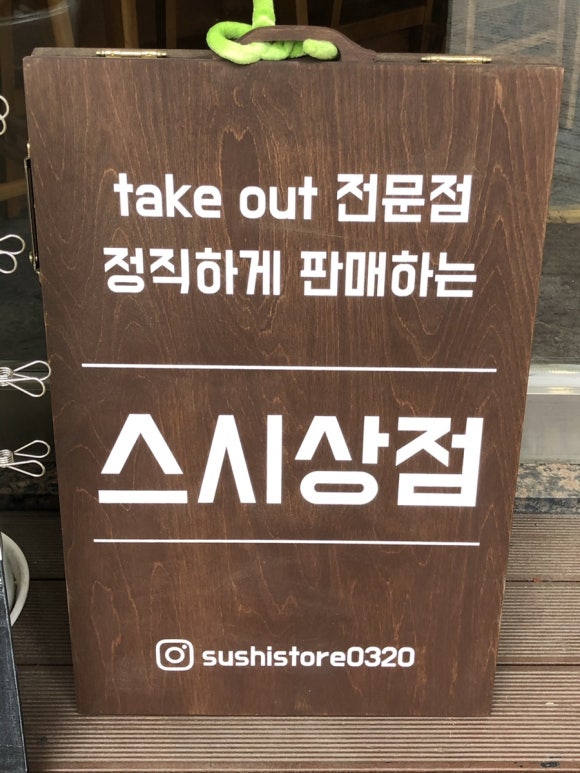 take out 전문점
정직하게 판매하는
스시상점
sushistore0320